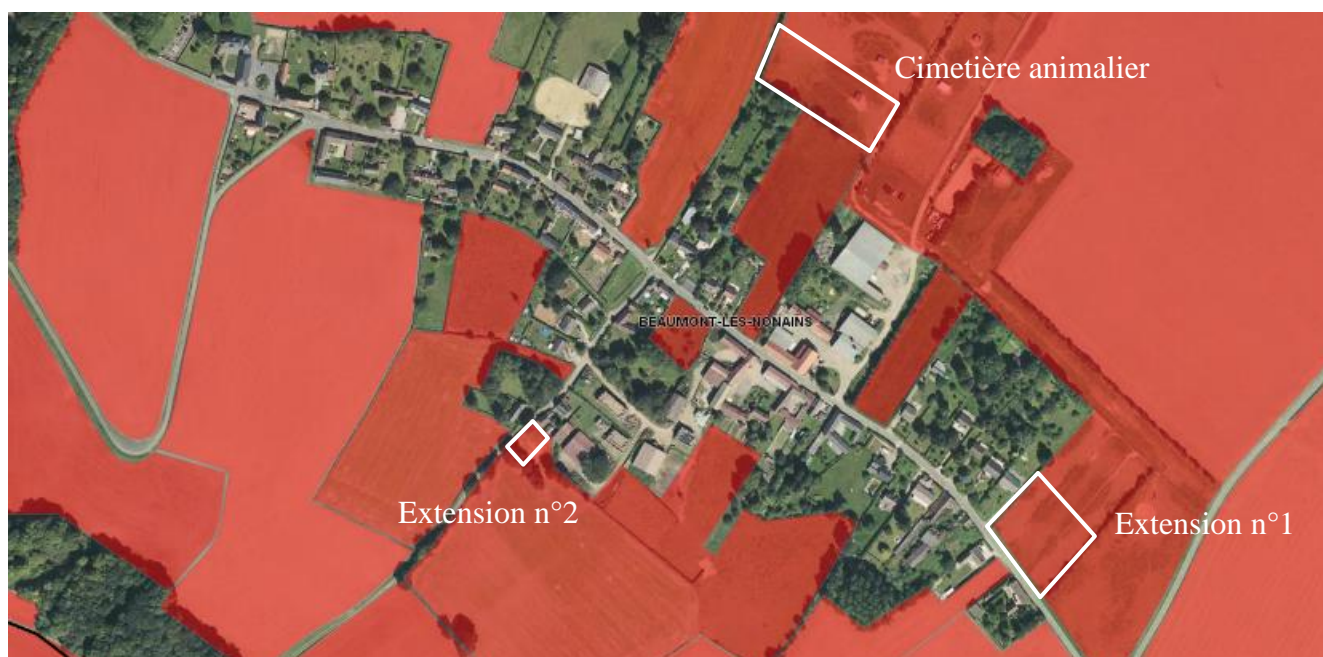 Cimetière animalier
BEAUMONT-LES-NONAINS
Extension n°2
Extension n°1